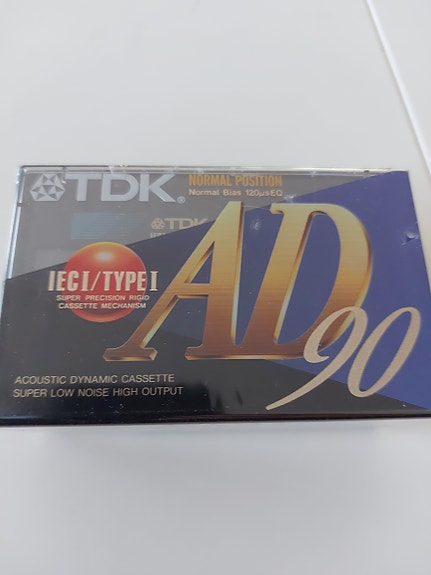 TDK®
NORMAL POSITION
Normal Bias 120μsEQ
TDK
IECI/TYPE I
SUPER PRECISION RIGID
CASSETTE MECHANISM
AD
90
ACOUSTIC DYNAMIC CASSETTE
SUPER LOW NOISE HIGH OUTPUT